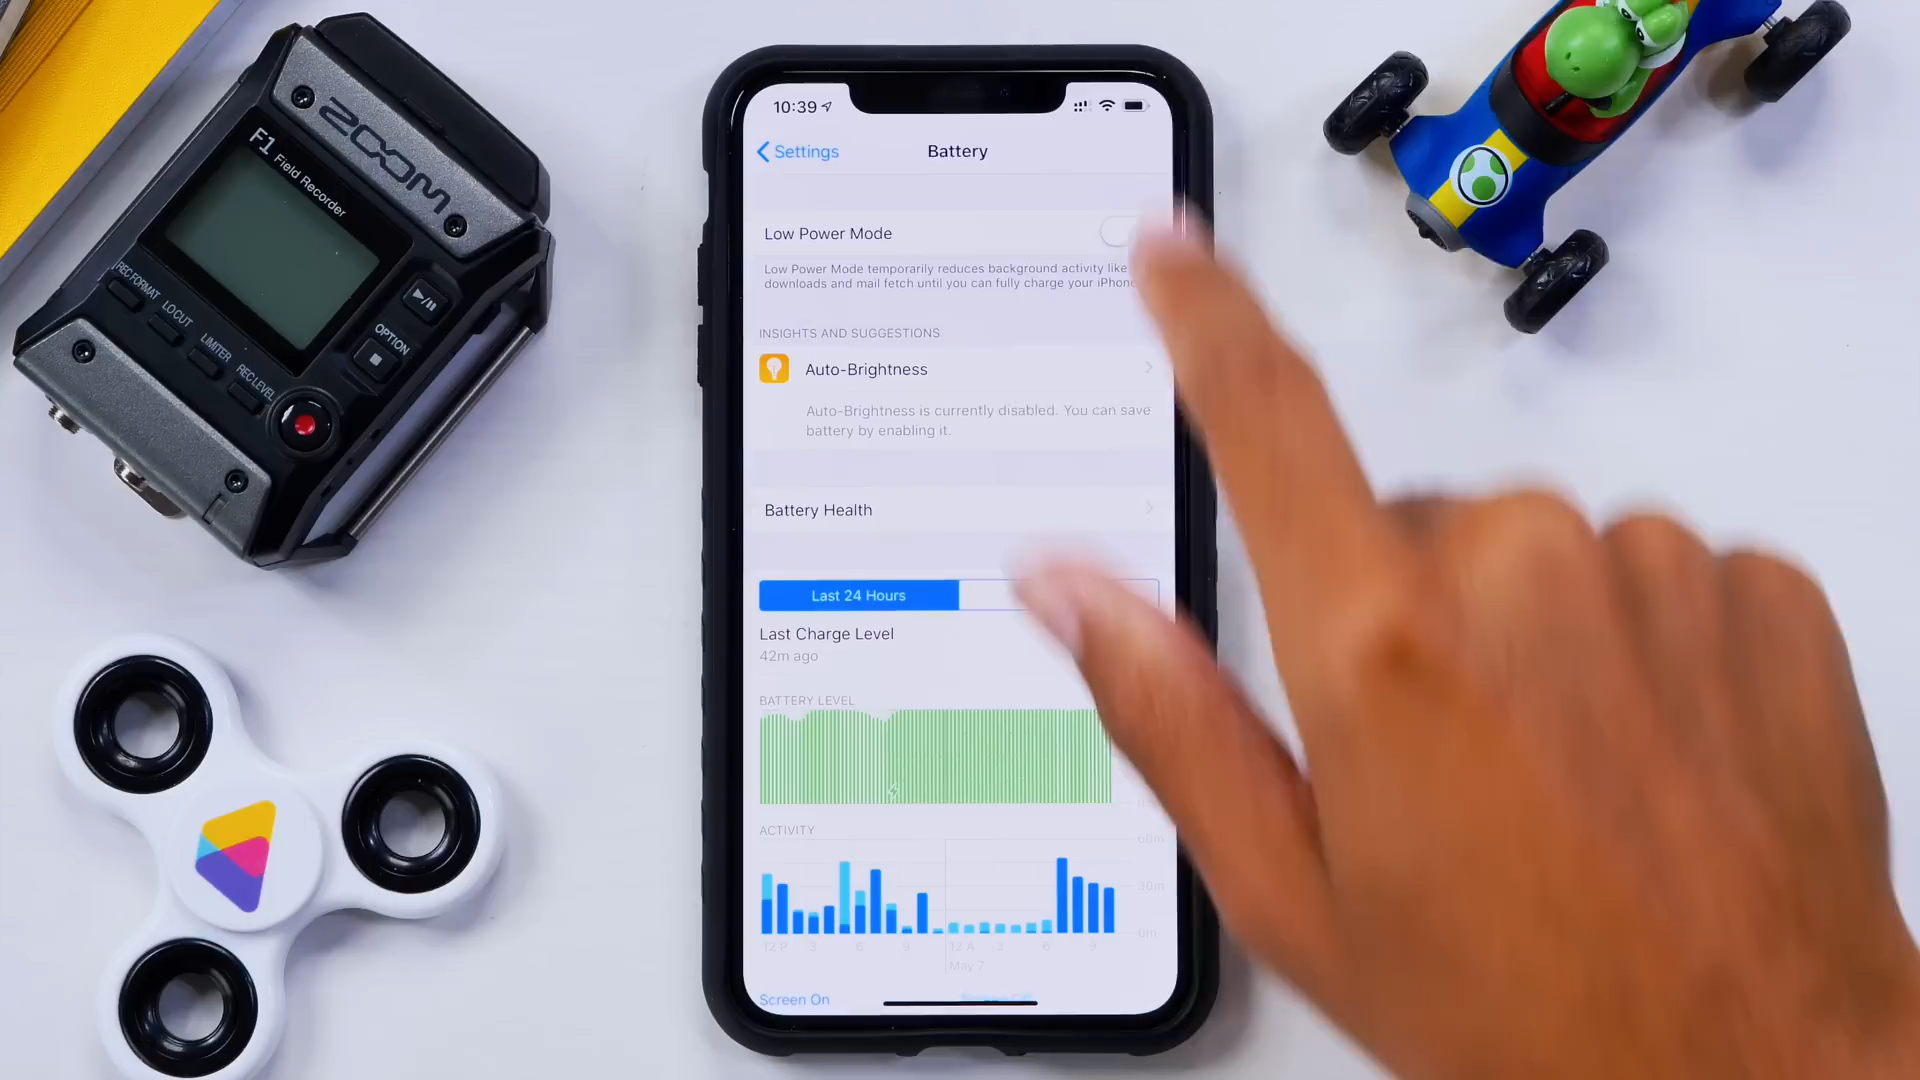 ZOOM
F1 Field Recorder
REC FORMAT
LO CUT
LIMITER
REC LEVEL
OPTION
10:39
Settings
Battery
Low Power Mode
Low Power Mode temporarily reduces background activity like
downloads and mail fetch until you can fully charge your iPhone
INSIGHTS AND SUGGESTIONS
Auto-Brightness
Auto-Brightness is currently disabled. You can save
battery by enabling it.
Battery Health
Last 24 Hours
Last Charge Level
42m ago
BATTERY LEVEL
ACTIVITY
60m
30m
0m
12 P 3 6 9 12 A 3 6 9
May 7
Screen On Screen Off